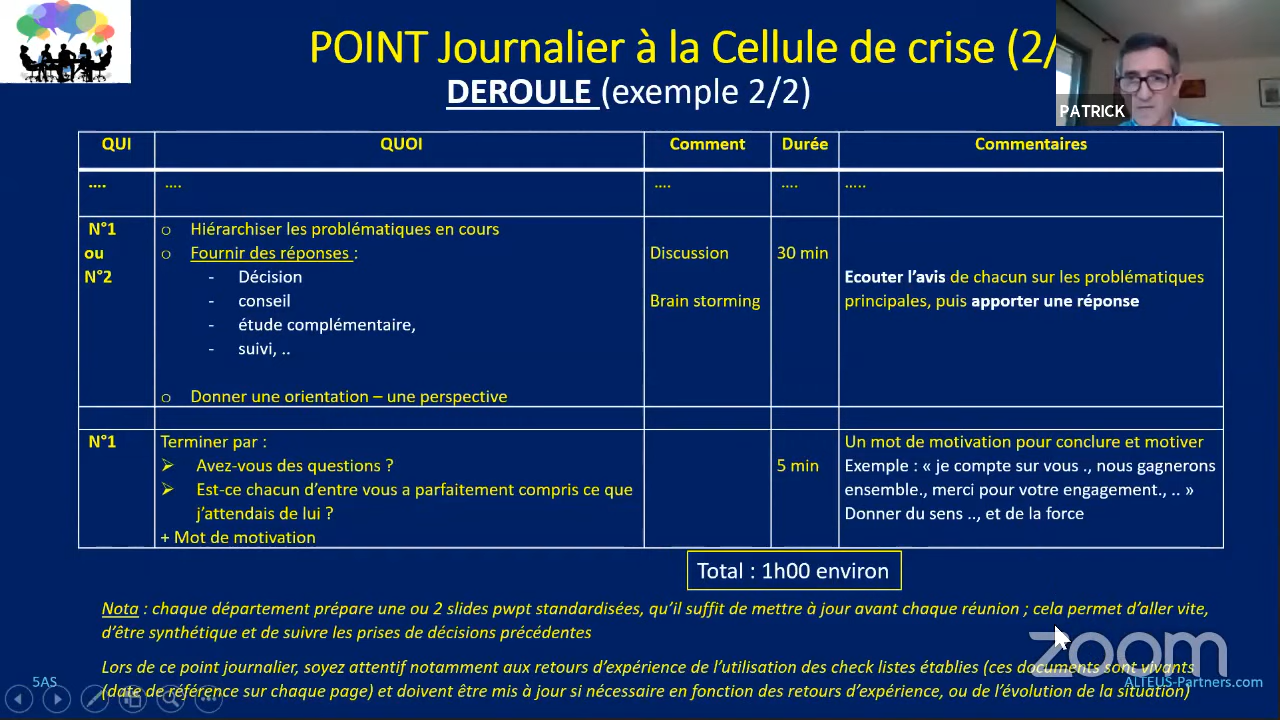 POINT Journalier à la Cellule de crise (2/
DEROULE (exemple 2/2)
PATRICK
QUI QUOI Comment Durée Commentaires
.... .... .... .... .....
N°1
ou
N°2
o Hiérarchiser les problématiques en cours
o Fournir des réponses :
- Décision
- conseil
- étude complémentaire,
- suivi, ..
o Donner une orientation – une perspective
Discussion
Brain storming
30 min
Ecouter l’avis de chacun sur les problématiques
principales, puis apporter une réponse
N°1
Terminer par :
➢ Avez-vous des questions ?
➢ Est-ce chacun d’entre vous a parfaitement compris ce que
j’attendais de lui ?
+ Mot de motivation
5 min
Un mot de motivation pour conclure et motiver
Exemple : « je compte sur vous ., nous gagnerons
ensemble., merci pour votre engagement., .. »
Donner du sens .., et de la force
Total : 1h00 environ
Nota : chaque département prépare une ou 2 slides pwpt standardisées, qu’il suffit de mettre à jour avant chaque réunion ; cela permet d’aller vite,
d’être synthétique et de suivre les prises de décisions précédentes
zoom
Lors de ce point journalier, soyez attentif notamment aux retours d’expérience de l’utilisation des check listes établies (ces documents sont vivants
(date de référence sur chaque page) et doivent être mis à jour si nécessaire en fonction des retours d’expérience, ou de l’évolution de la situation)
5AS
ALTEUS-Partners.com